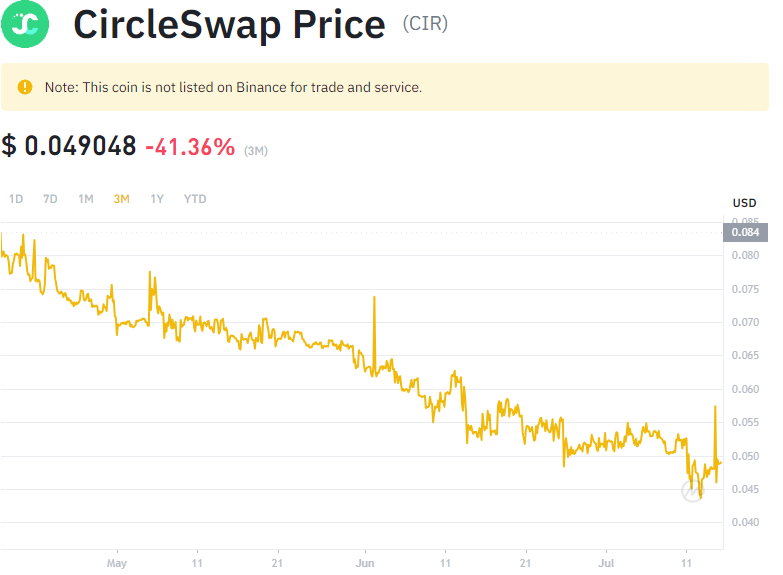 CircleSwap Price (CIR)
Note: This coin is not listed on Binance for trade and service.
$ 0.049048 -41.36% (3M)
1D 7D 1M 3M 1Y YTD
USD
0.085
0.084
0.080
0.075
0.070
0.065
0.060
0.055
0.050
0.045
0.040
May 11 21 Jun 11 21 Jul 11